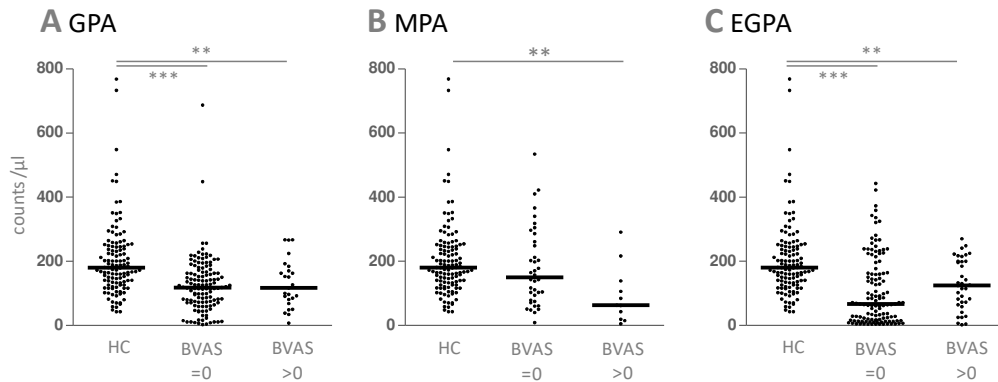 A GPA
**
***
800
600
400
200
0
counts /µl
HC
BVAS
=0
BVAS
>0
B MPA
**
800
600
400
200
0
HC
BVAS
=0
BVAS
>0
C EGPA
**
***
800
600
400
200
0
HC
BVAS
=0
BVAS
>0